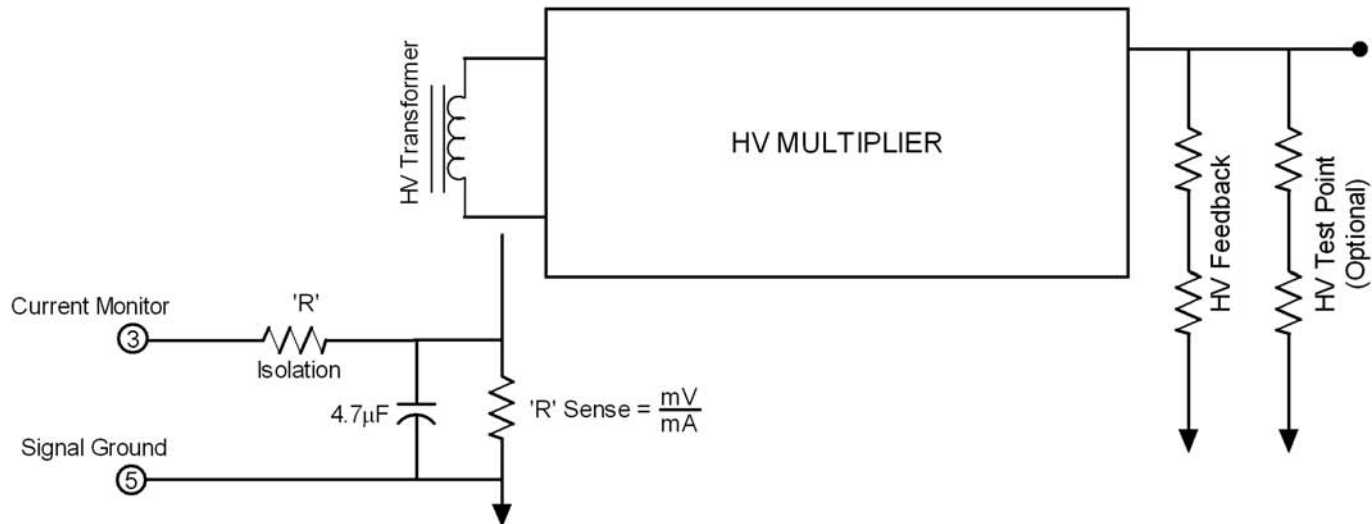 HV Transformer
HV MULTIPLIER
HV Feedback
HV Test Point
(Optional)
Current Monitor
3
'R'
Isolation
4.7µF
'R' Sense = mV
mA
Signal Ground
5